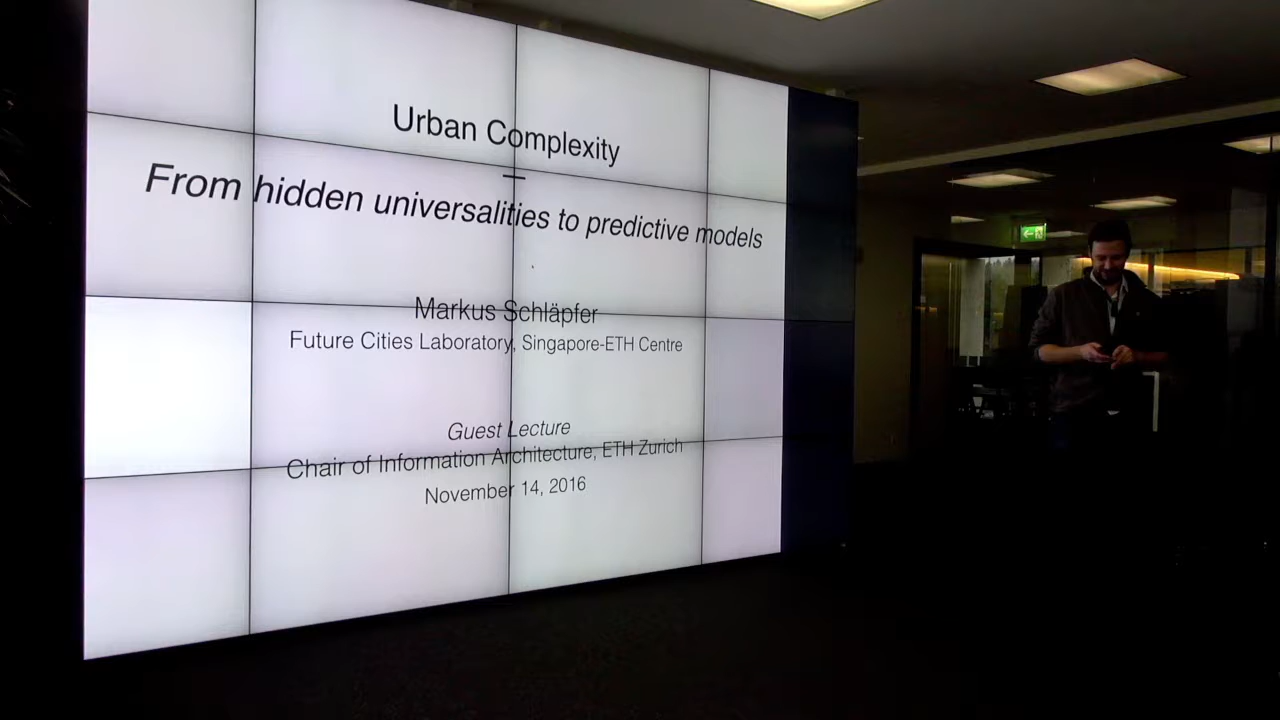 Urban Complexity
–
From hidden universalities to predictive models
Markus Schläpfer
Future Cities Laboratory, Singapore-ETH Centre
Guest Lecture
Chair of Information Architecture, ETH Zurich
November 14, 2016